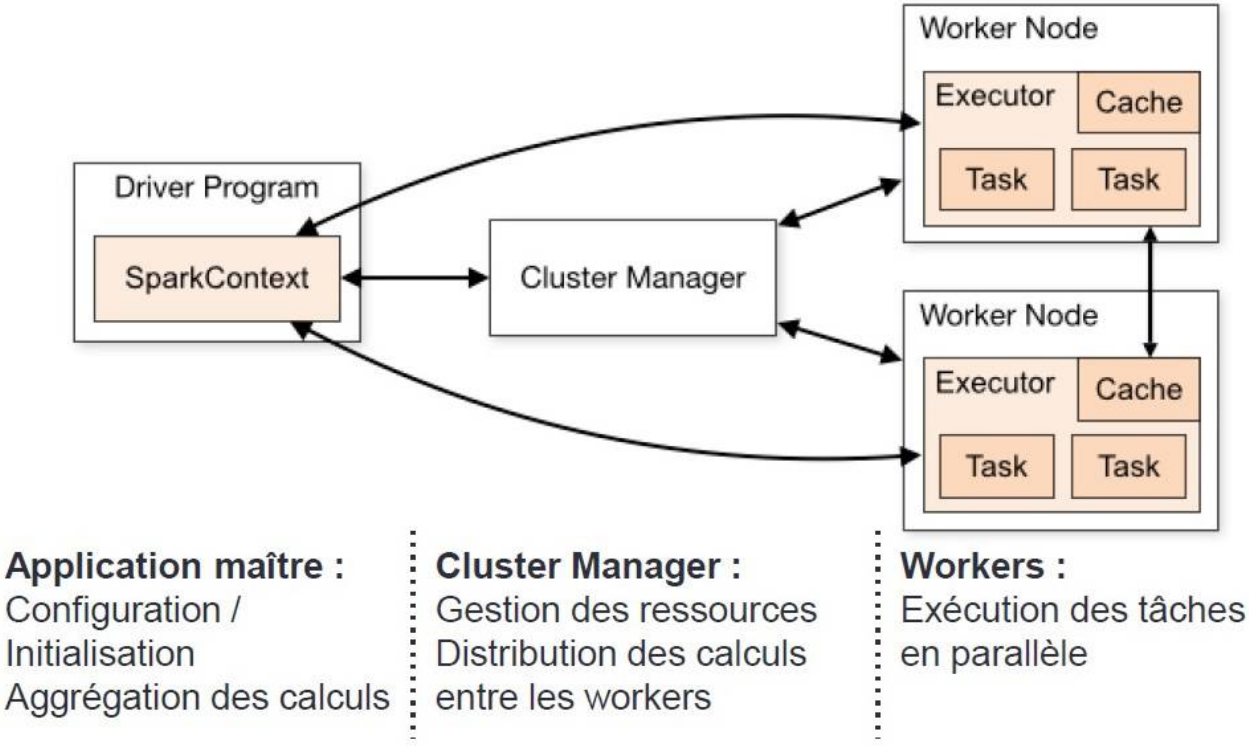 Worker Node
Executor
Cache
Task
Task
Driver Program
SparkContext
Cluster Manager
Worker Node
Executor
Cache
Task
Task
Application maître :
Configuration /
Initialisation
Aggrégation des calculs
Cluster Manager :
Gestion des ressources
Distribution des calculs
entre les workers
Workers :
Exécution des tâches
en parallèle